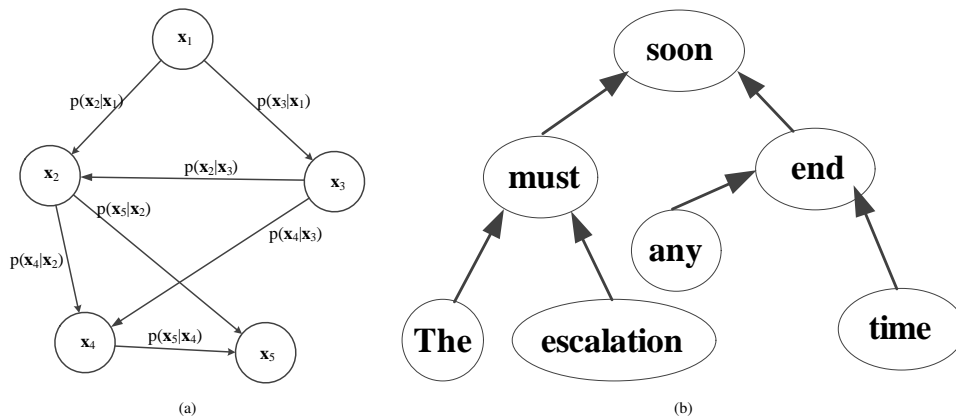 x1
p(x2|x1)
p(x3|x1)
x2
p(x2|x3)
x3
p(x5|x2)
p(x4|x3)
p(x4|x2)
x4
p(x5|x4)
x5
(a)
soon
must
end
any
The
escalation
time
(b)